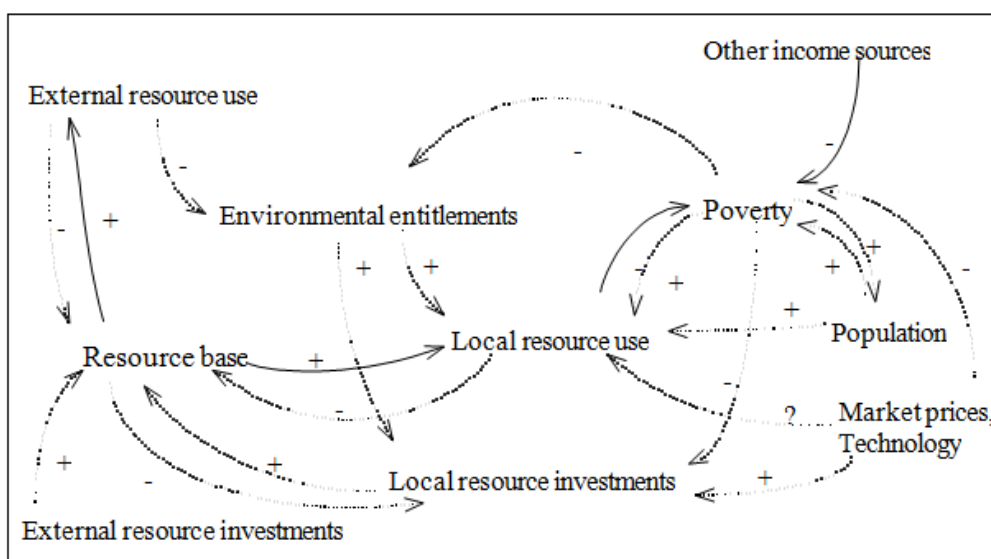 Other income sources
External resource use
-
-
-
+
Environmental entitlements
Poverty
-
+
+
+
-
+
+
-
+
Population
Local resource use
Resource base
+
-
-
?
Market prices,
Technology
+
+
-
Local resource investments
+
External resource investments